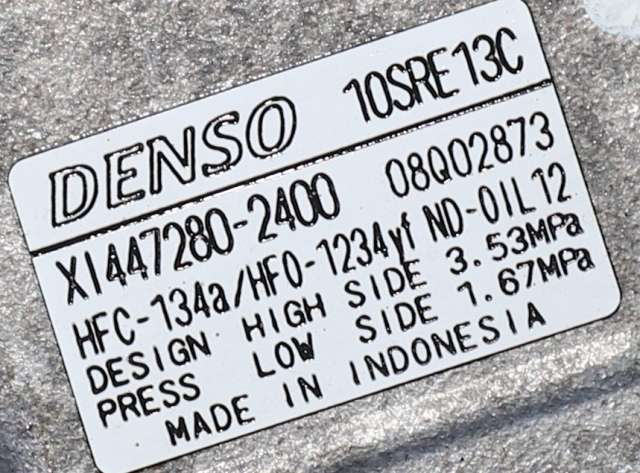 DENSO 10SRE13C
XI447280-2400 08Q02873
HFC-134a/HFO-1234yf ND-OIL12
DESIGN HIGH SIDE 3.53MPa
PRESS LOW SIDE 1.67MPa
MADE IN INDONESIA